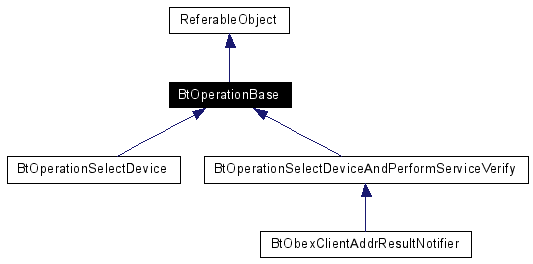 ReferableObject
BtOperationBase
BtOperationSelectDevice
BtOperationSelectDeviceAndPerformServiceVerify
BtObexClientAddrResultNotifier